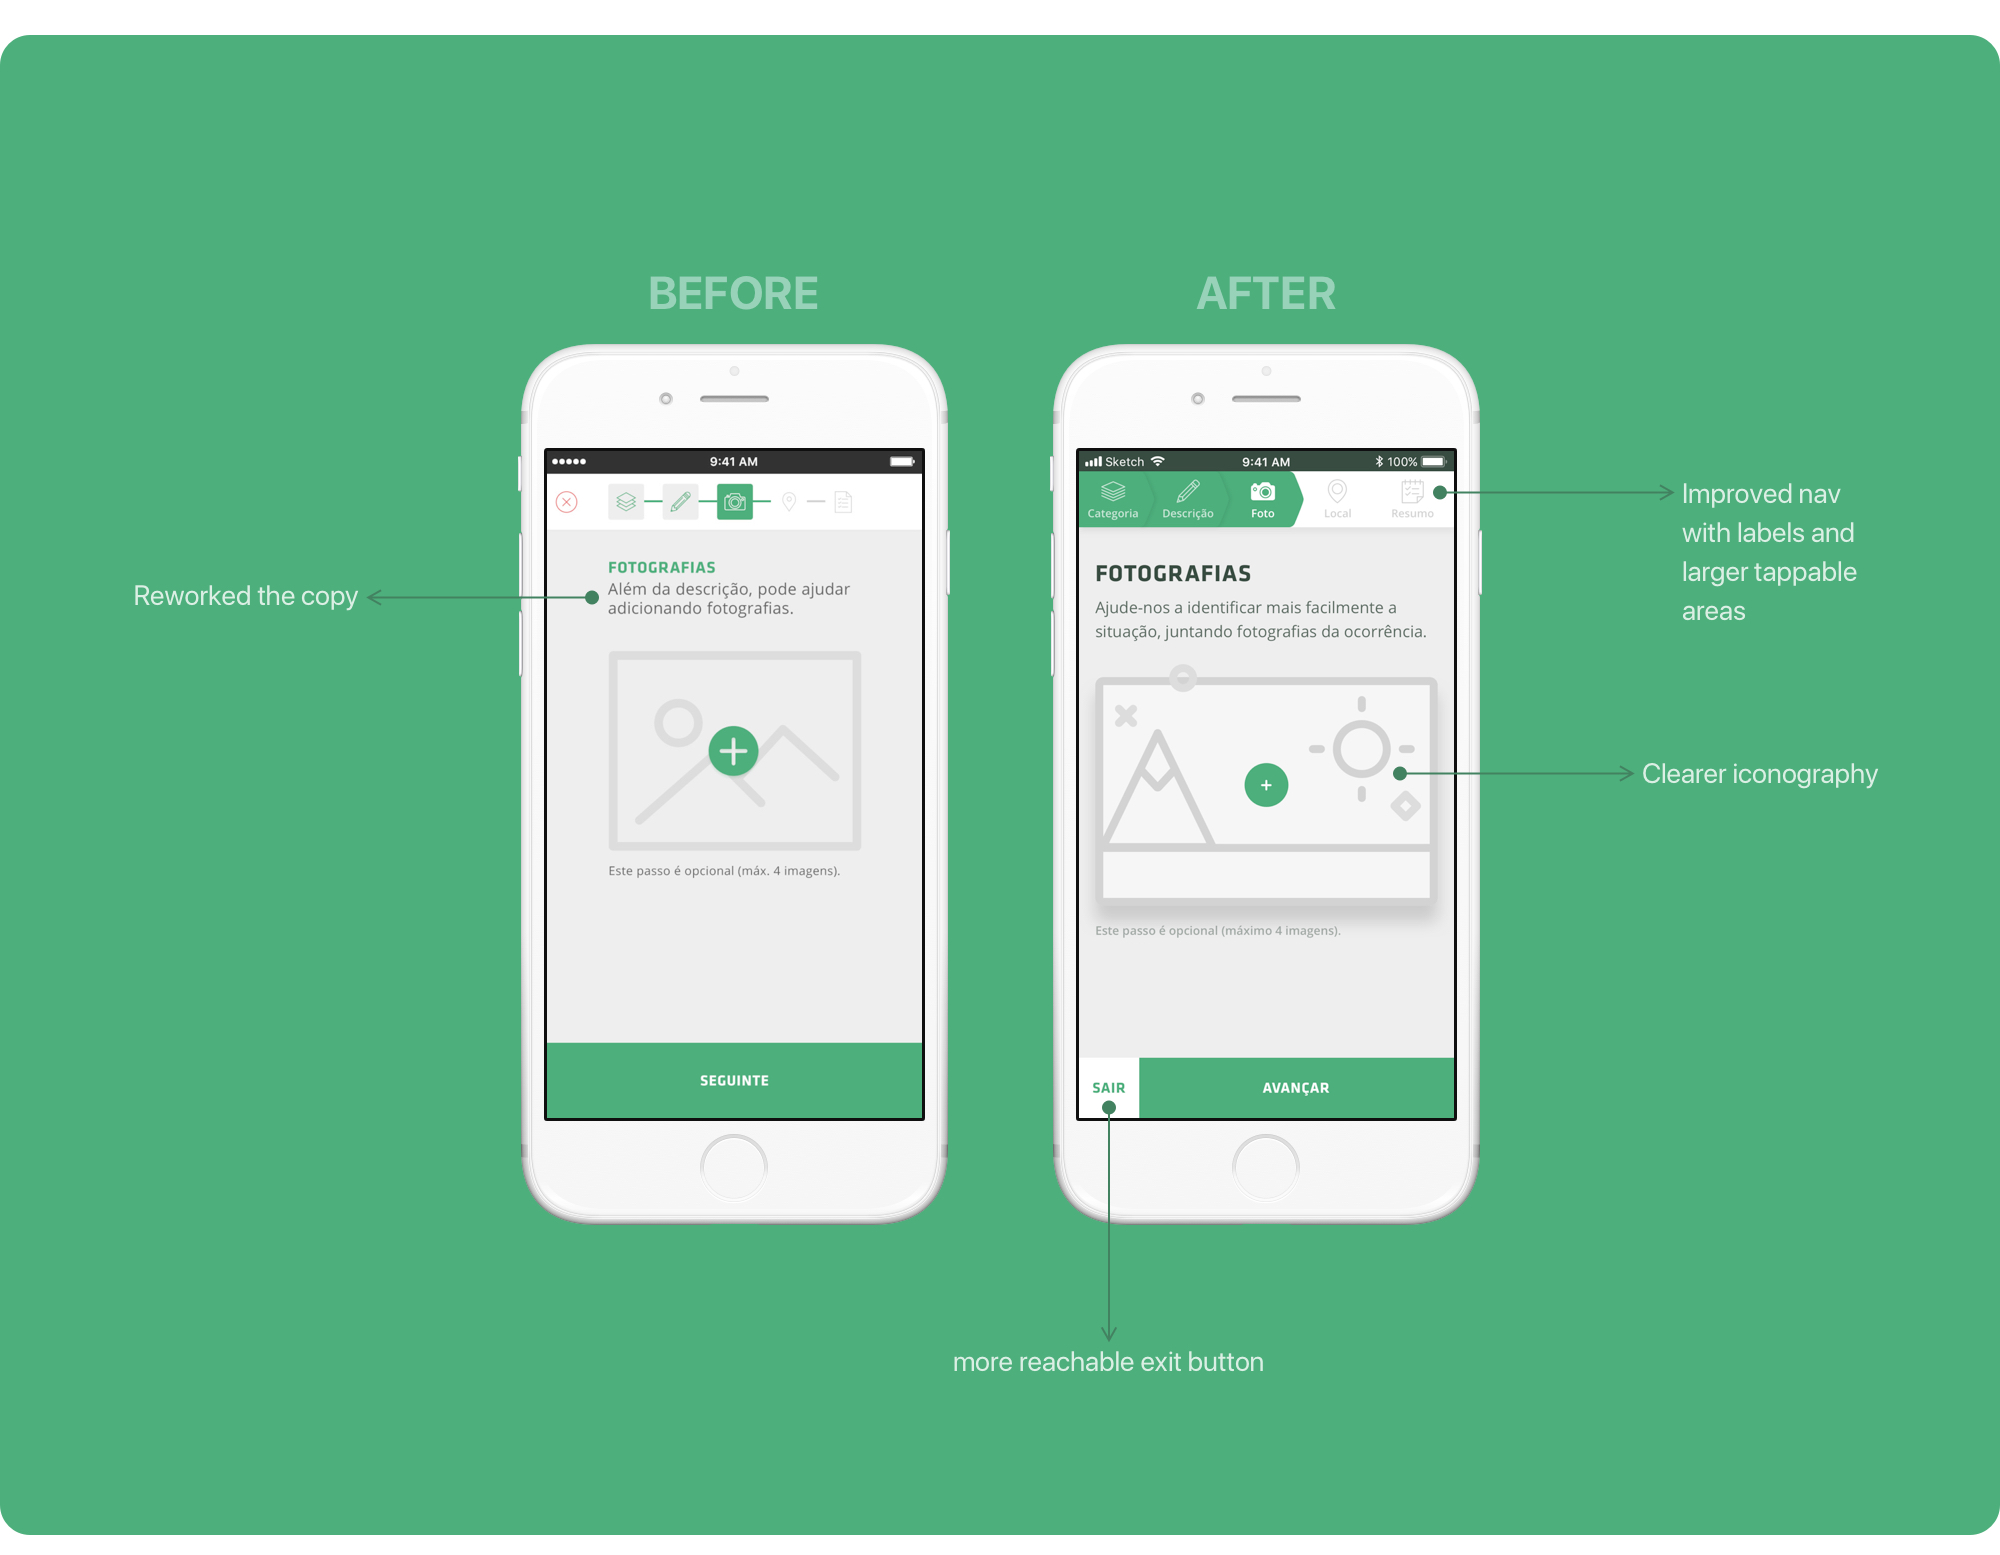 BEFORE
AFTER
9:41 AM
FOTOGRAFIAS
Além da descrição, pode ajudar
adicionando fotografias.
Este passo é opcional (máx. 4 imagens).
SEGUINTE
Reworked the copy
Sketch 9:41 AM 100%
Categoria Descrição Foto Local Resumo
FOTOGRAFIAS
Ajude-nos a identificar mais facilmente a
situação, juntando fotografias da ocorrência.
Este passo é opcional (máximo 4 imagens).
SAIR AVANÇAR
Improved nav
with labels and
larger tappable
areas
Clearer iconography
more reachable exit button